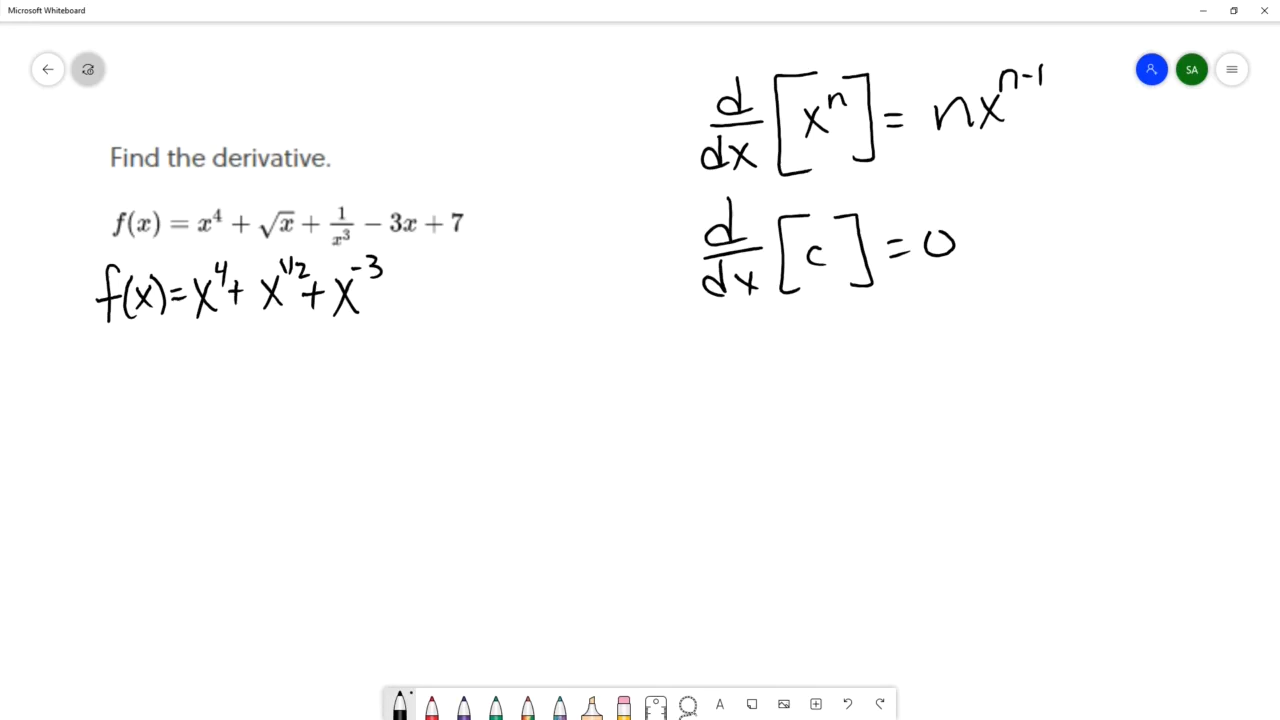 Microsoft Whiteboard
SA
Find the derivative.
f(x) = x⁴ + √x + 1/x³ − 3x + 7
f(x) = x⁴ + x^1/2 + x⁻³
d/dx [xⁿ] = nxⁿ⁻¹
d/dx [c] = 0
A